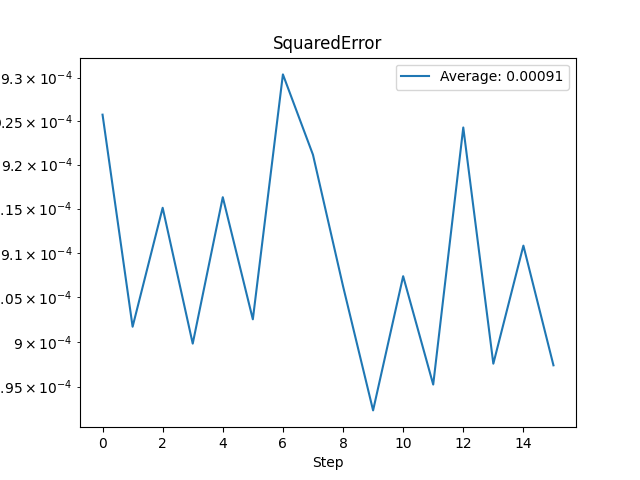 SquaredError
Average: 0.00091
9.3 × 10⁻⁴
.25 × 10⁻⁴
9.2 × 10⁻⁴
.15 × 10⁻⁴
9.1 × 10⁻⁴
.05 × 10⁻⁴
9 × 10⁻⁴
.95 × 10⁻⁴
0 2 4 6 8 10 12 14
Step